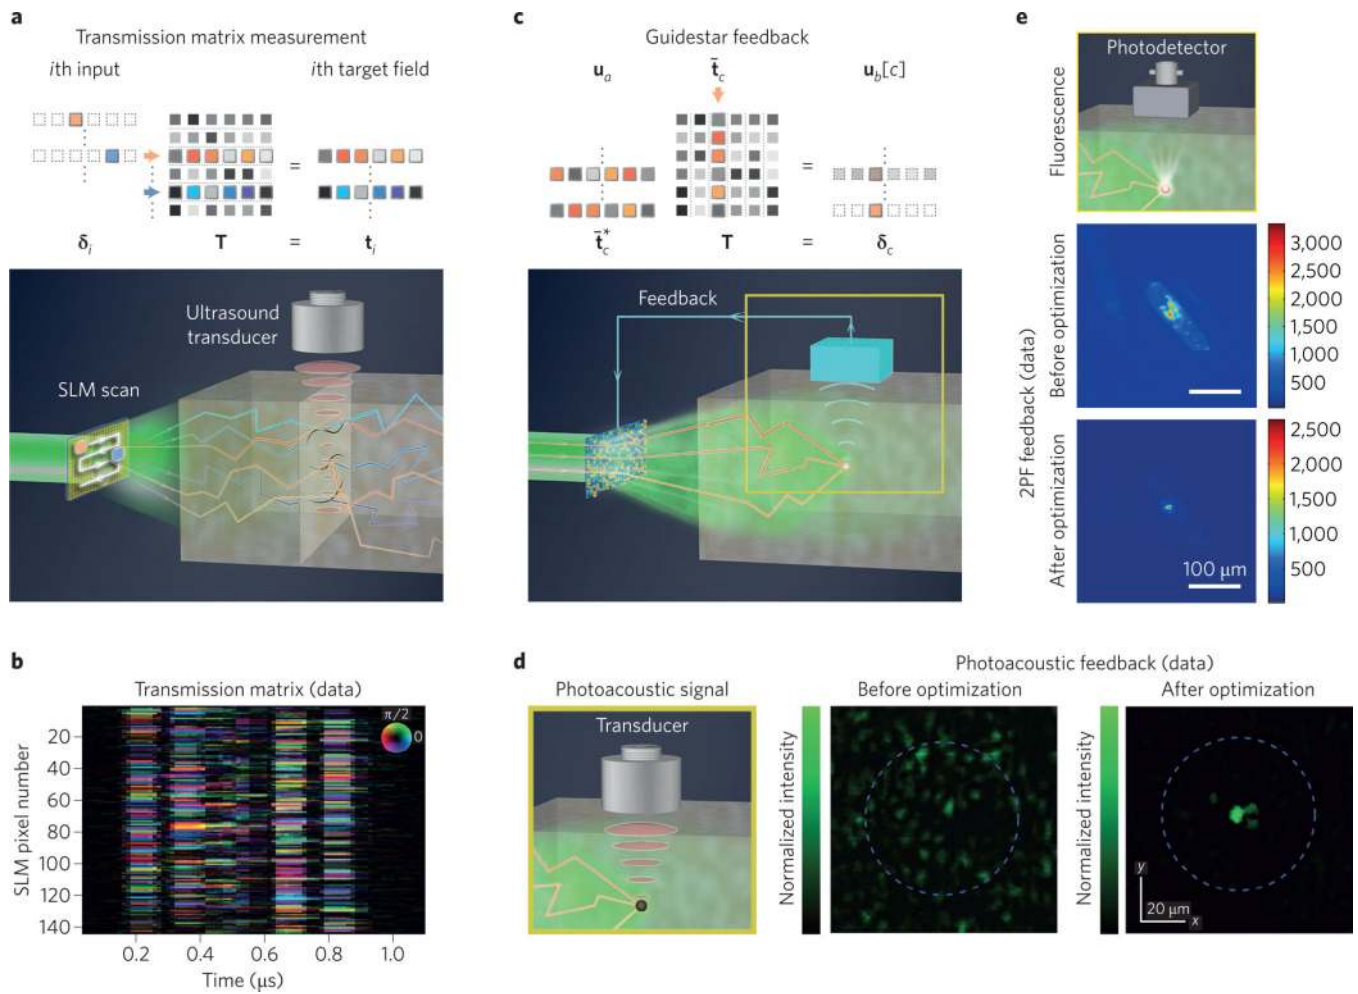 a
Transmission matrix measurement
ith input
ith target field
=
δi T = ti
Ultrasound
transducer
SLM scan
b
Transmission matrix (data)
π/2
0
SLM pixel number
20
40
60
80
100
120
140
0.2 0.4 0.6 0.8 1.0
Time (μs)
c
Guidestar feedback
ua t̄c ub[c]
=
t̄c* T = δc
Feedback
d
Photoacoustic signal
Transducer
Photoacoustic feedback (data)
Before optimization
After optimization
Normalized intensity
Normalized intensity
y
20 μm
x
e
Fluorescence
Photodetector
2PF feedback (data)
Before optimization
3,000
2,500
2,000
1,500
1,000
500
After optimization
100 μm
2,500
2,000
1,500
1,000
500